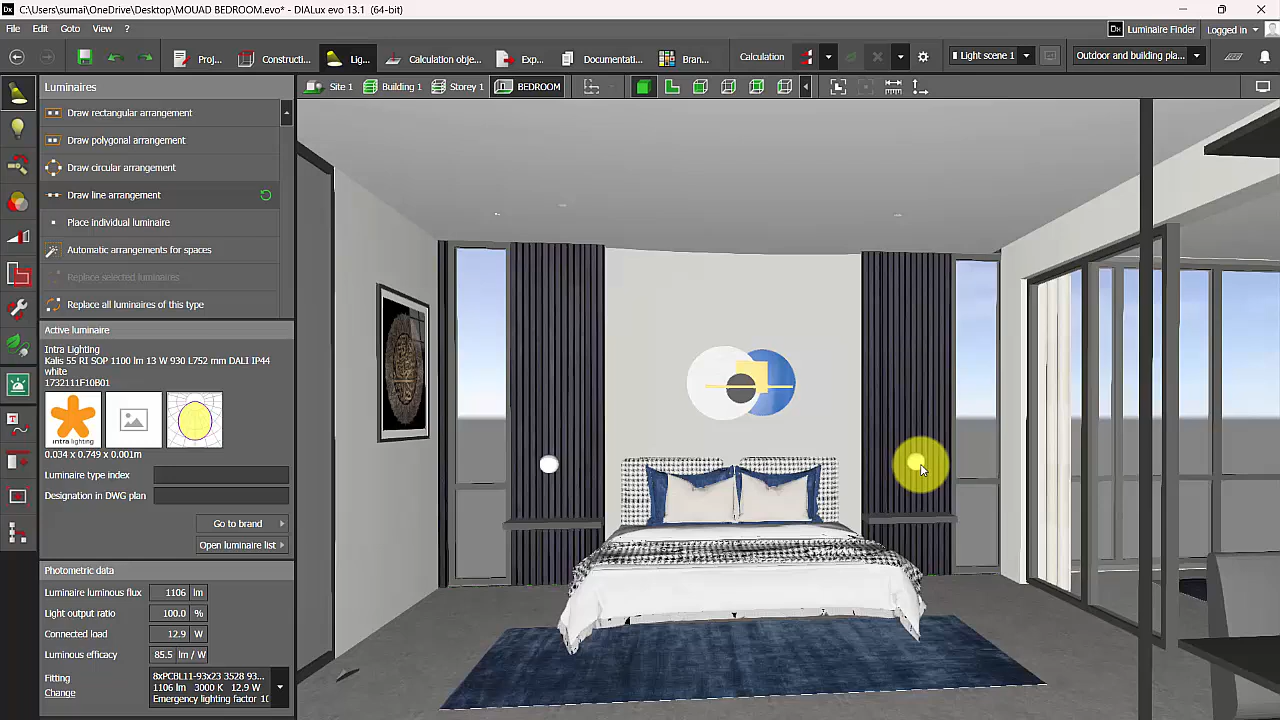 C:\Users\sumai\OneDrive\Desktop\MOUAD BEDROOM.evo* - DIALux evo 13.1 (64-bit)
File Edit Goto View ?
Luminaire Finder Logged in
Proj... Constructi... Lig... Calculation obje... Exp... Documentati... Bran... Calculation Light scene 1 Outdoor and building pla...
Luminaires
Site 1 Building 1 Storey 1 BEDROOM
Draw rectangular arrangement
Draw polygonal arrangement
Draw circular arrangement
Draw line arrangement
Place individual luminaire
Automatic arrangements for spaces
Replace selected luminaires
Replace all luminaires of this type
Active luminaire
Intra Lighting
Kalis 55 RI SOP 1100 lm 13 W 930 L752 mm DALI IP44
white
1732111F10B01
intra lighting
0.034 x 0.749 x 0.001m
Luminaire type index
Designation in DWG plan
Go to brand
Open luminaire list
Photometric data
Luminaire luminous flux 1106 lm
Light output ratio 100.0 %
Connected load 12.9 W
Luminous efficacy 85.5 lm / W
Fitting 8xPCBL11-93x23 3528 93...
Change 1106 lm 3000 K 12.9 W
Emergency lighting factor 10